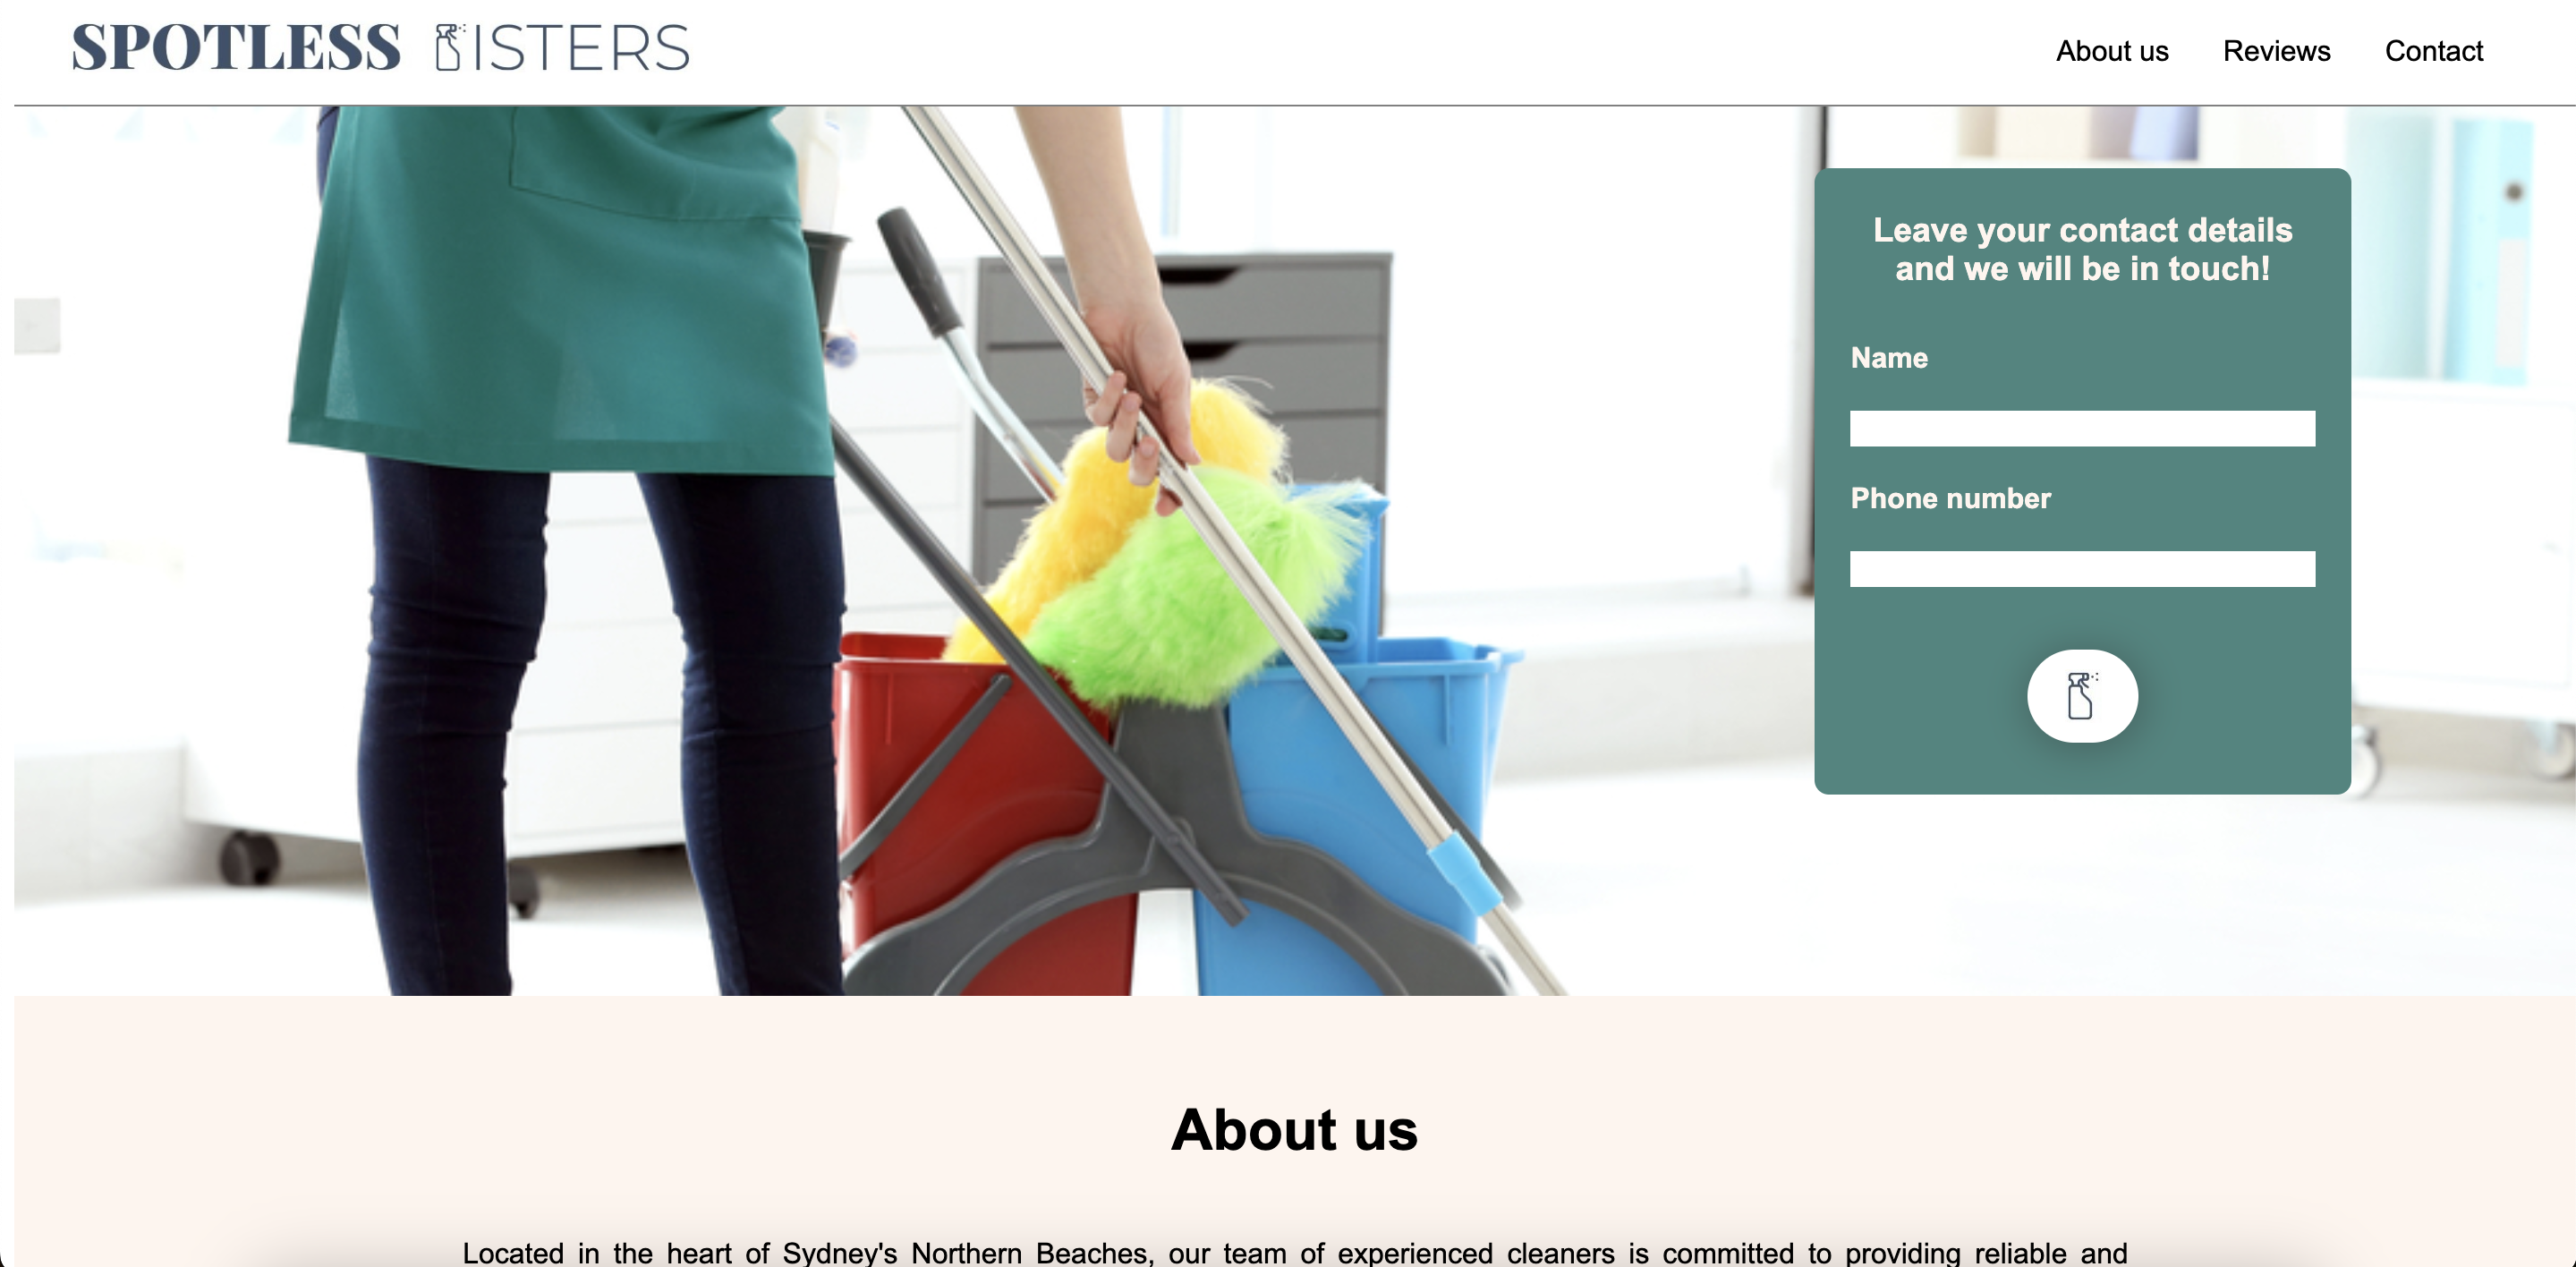 SPOTLESS ISTERS
About us Reviews Contact
Leave your contact details
and we will be in touch!
Name
Phone number
About us
Located in the heart of Sydney's Northern Beaches, our team of experienced cleaners is committed to providing reliable and